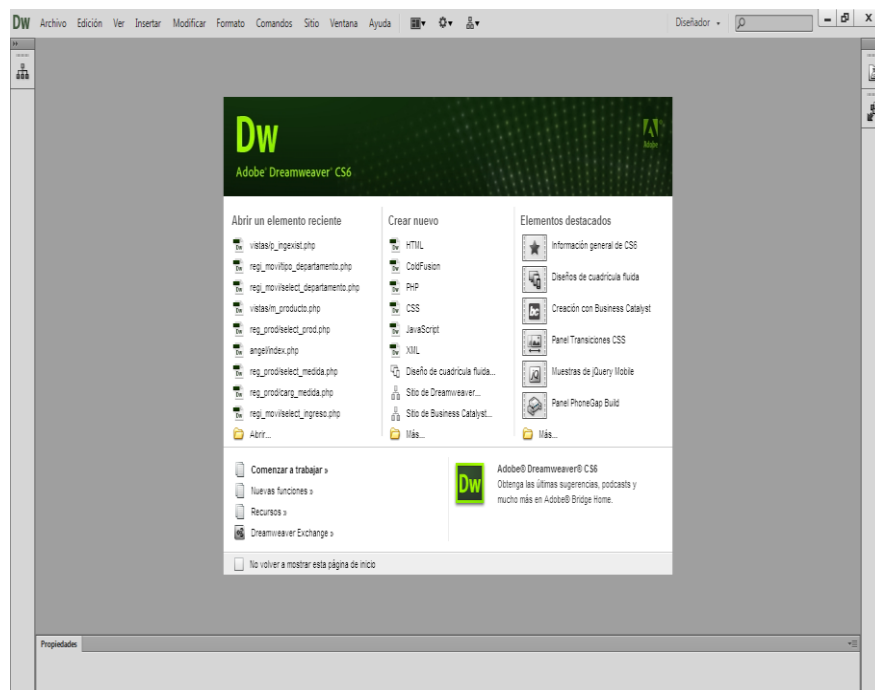 DW Archivo Edición Ver Insertar Modificar Formato Comandos Sitio Ventana Ayuda Diseñador
Dw
Adobe
Adobe® Dreamweaver® CS6
Abrir un elemento reciente
vistas/p_ingexist.php
regi_movi/tipo_departamento.php
regi_movi/select_departamento.php
vistas/m_producto.php
reg_prod/select_prod.php
angel/index.php
reg_prod/select_medida.php
reg_prod/carg_medida.php
regi_movi/select_ingreso.php
Abrir...
Crear nuevo
HTML
ColdFusion
PHP
CSS
JavaScript
XML
Diseño de cuadrícula fluida...
Sitio de Dreamweaver...
Sitio de Business Catalyst...
Más...
Elementos destacados
Información general de CS6
Diseños de cuadrícula fluida
Creación con Business Catalyst
Panel Transiciones CSS
Muestras de jQuery Mobile
Panel PhoneGap Build
Más...
Comenzar a trabajar »
Nuevas funciones »
Recursos »
Dreamweaver Exchange »
Dw
Adobe® Dreamweaver® CS6
Obtenga las últimas sugerencias, podcasts y
mucho más en Adobe® Bridge Home.
No volver a mostrar esta página de inicio
Propiedades